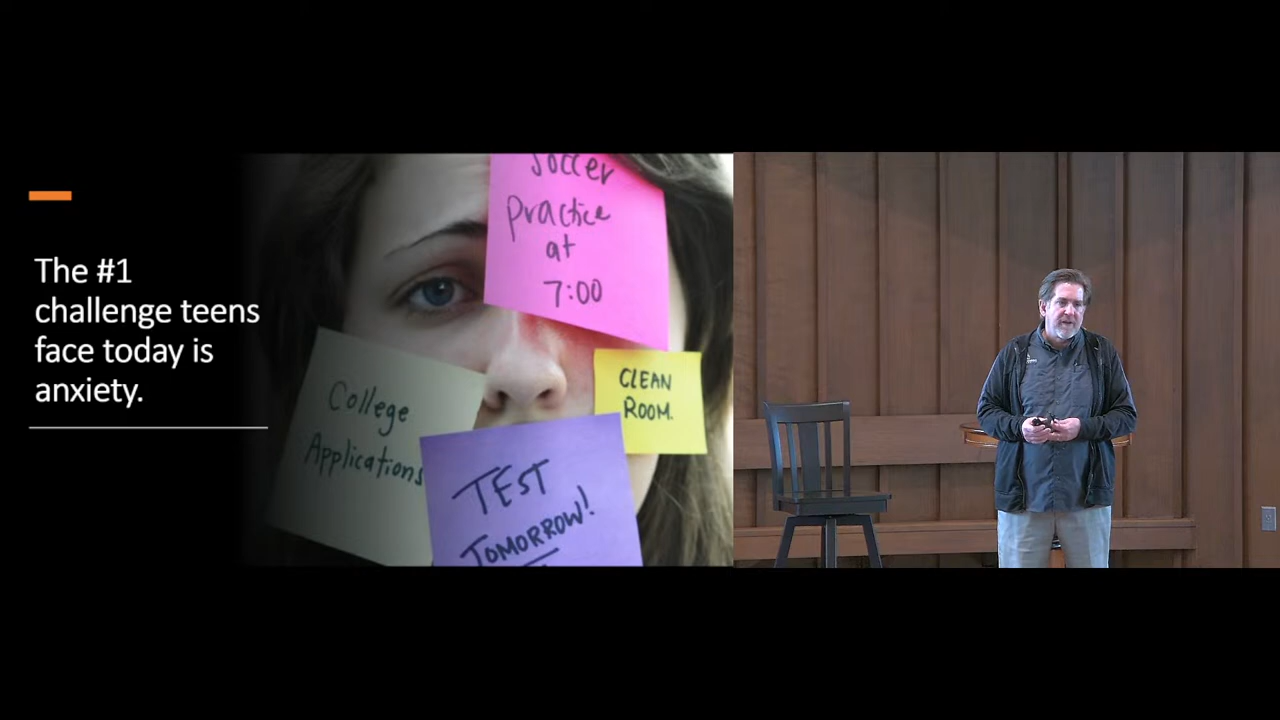 The #1
challenge teens
face today is
anxiety.
Soccer
practice
at
7:00
College
Applications
CLEAN
ROOM.
TEST
TOMORROW!